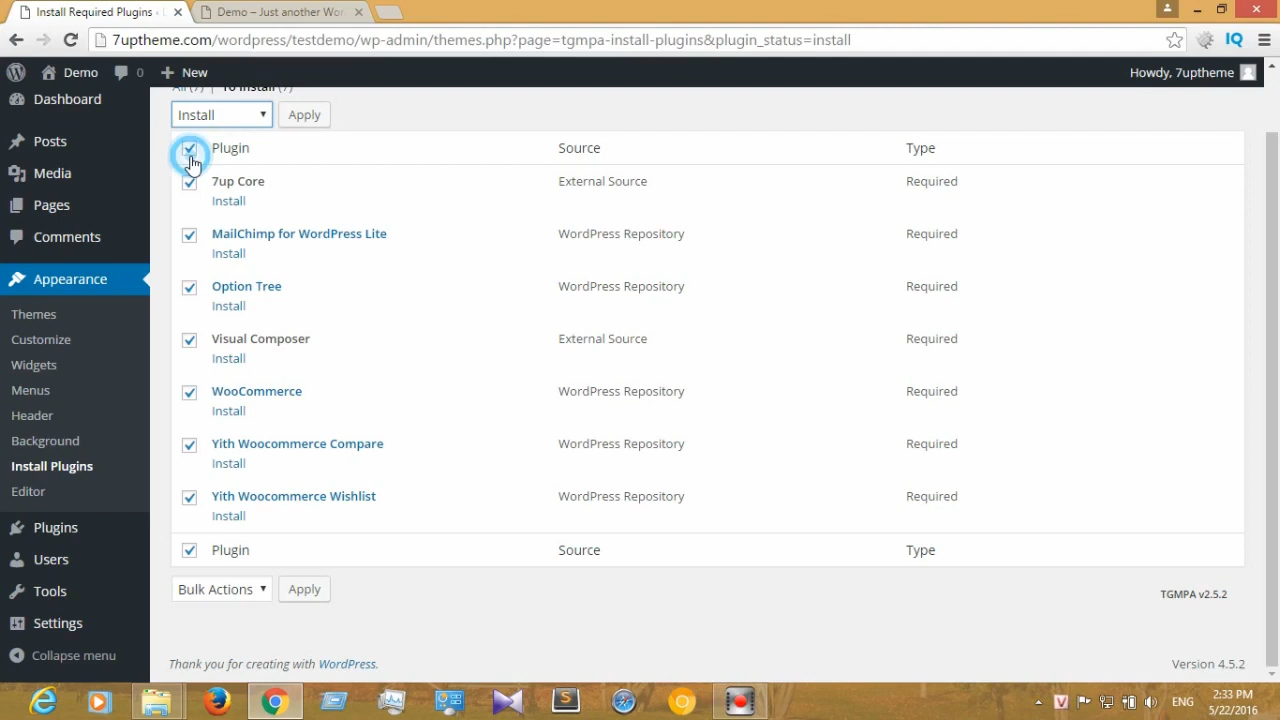 Install Required Plugins
Demo – Just another Wor
7uptheme.com/wordpress/testdemo/wp-admin/themes.php?page=tgmpa-install-plugins&plugin_status=install
IQ
Demo 0 New Howdy, 7uptheme
All (7) | To Install (7)
Dashboard
Posts
Media
Pages
Comments
Appearance
Themes
Customize
Widgets
Menus
Header
Background
Install Plugins
Editor
Plugins
Users
Tools
Settings
Collapse menu
Install Apply
Plugin Source Type
7up Core External Source Required
Install
MailChimp for WordPress Lite WordPress Repository Required
Install
Option Tree WordPress Repository Required
Install
Visual Composer External Source Required
Install
WooCommerce WordPress Repository Required
Install
Yith Woocommerce Compare WordPress Repository Required
Install
Yith Woocommerce Wishlist WordPress Repository Required
Install
Plugin Source Type
Bulk Actions Apply
TGMPA v2.5.2
Thank you for creating with WordPress. Version 4.5.2
V ENG 2:33 PM
5/22/2016